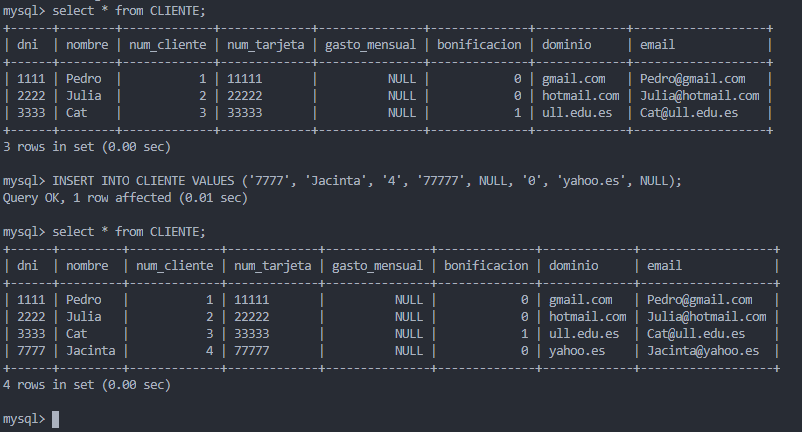 mysql> select * from CLIENTE;
+------+--------+-------------+-------------+---------------+--------------+-------------+-------------------+
| dni  | nombre | num_cliente | num_tarjeta | gasto_mensual | bonificacion | dominio     | email             |
+------+--------+-------------+-------------+---------------+--------------+-------------+-------------------+
| 1111 | Pedro  |           1 | 11111       |          NULL |            0 | gmail.com   | Pedro@gmail.com   |
| 2222 | Julia  |           2 | 22222       |          NULL |            0 | hotmail.com | Julia@hotmail.com |
| 3333 | Cat    |           3 | 33333       |          NULL |            1 | ull.edu.es  | Cat@ull.edu.es    |
+------+--------+-------------+-------------+---------------+--------------+-------------+-------------------+
3 rows in set (0.00 sec)
mysql> INSERT INTO CLIENTE VALUES ('7777', 'Jacinta', '4', '77777', NULL, '0', 'yahoo.es', NULL);
Query OK, 1 row affected (0.01 sec)
mysql> select * from CLIENTE;
+------+---------+-------------+-------------+---------------+--------------+-------------+-------------------+
| dni  | nombre  | num_cliente | num_tarjeta | gasto_mensual | bonificacion | dominio     | email             |
+------+---------+-------------+-------------+---------------+--------------+-------------+-------------------+
| 1111 | Pedro   |           1 | 11111       |          NULL |            0 | gmail.com   | Pedro@gmail.com   |
| 2222 | Julia   |           2 | 22222       |          NULL |            0 | hotmail.com | Julia@hotmail.com |
| 3333 | Cat     |           3 | 33333       |          NULL |            1 | ull.edu.es  | Cat@ull.edu.es    |
| 7777 | Jacinta |           4 | 77777       |          NULL |            0 | yahoo.es    | Jacinta@yahoo.es  |
+------+---------+-------------+-------------+---------------+--------------+-------------+-------------------+
4 rows in set (0.00 sec)
mysql>